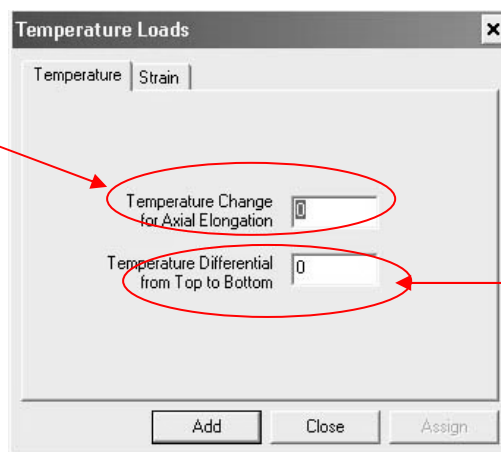 Temperature Loads
Temperature
Strain
Temperature Change
for Axial Elongation
0
Temperature Differential
from Top to Bottom
0
Add
Close
Assign